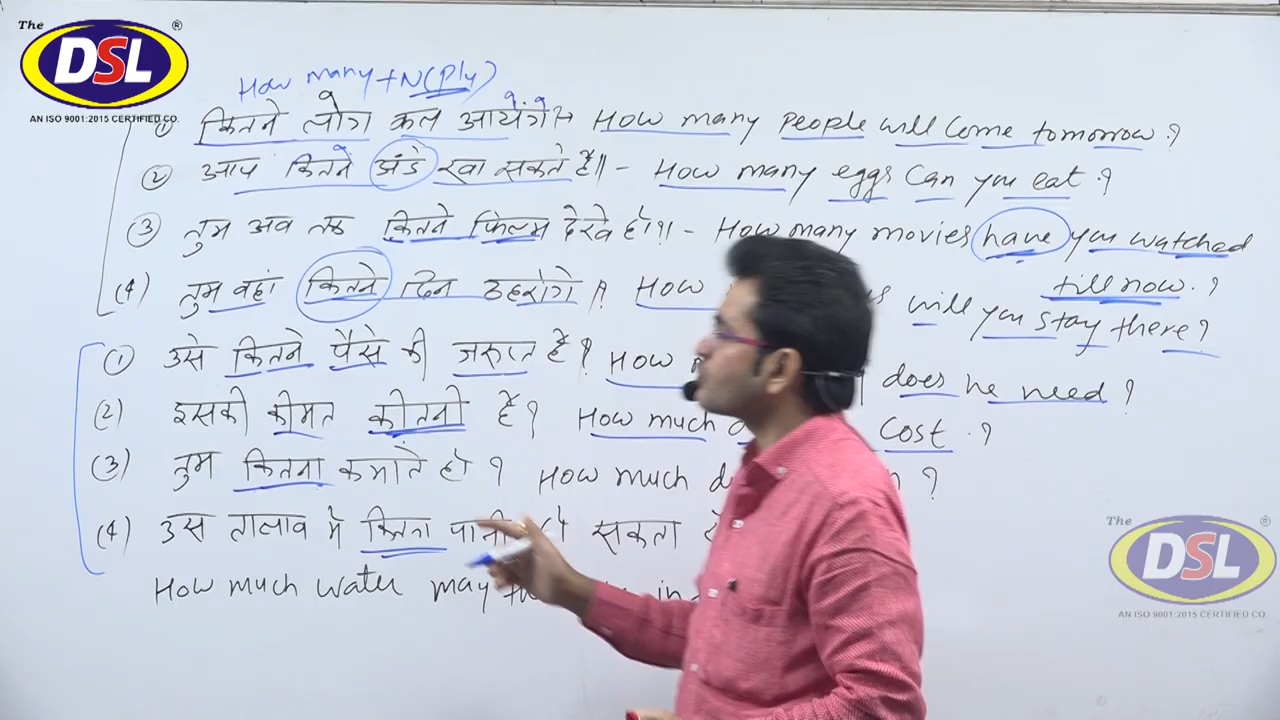 The DSL ®
AN ISO 9001:2015 CERTIFIED CO.
How many + N(Ply)
(1) कितने लोग कल आयेंगे ?- How many people will come tomorrow ?
(2) आप कितने अंडे खा सकते हैं॥ - How many eggs can you eat ?
(3) तुम अब तक कितने फिल्म देखे हो ?। - How many movies have you watched
till now. ?
(4) तुम वहां कितने दिन ठहरोगे ? How will you stay there ?
(1) उसे कितने पैसे की जरूरत है ? How does he need ?
(2) इसकी कीमत कीतनी है ? How much cost . ?
(3) तुम कितना कमाते हो ? How much ?
(4) उस तालाब मे कितना सकता
How much water may in
The DSL ®
AN ISO 9001:2015 CERTIFIED CO.